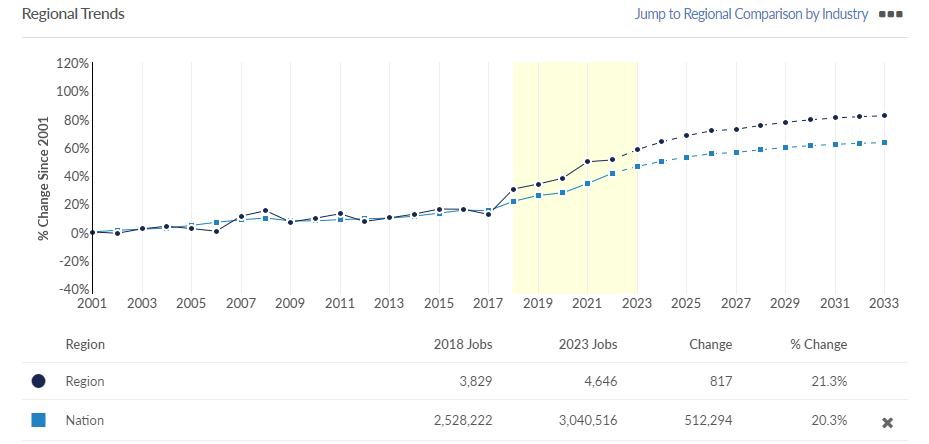 Regional Trends
Jump to Regional Comparison by Industry
% Change Since 2001
120%
100%
80%
60%
40%
20%
0%
-20%
-40%
2001 2003 2005 2007 2009 2011 2013 2015 2017 2019 2021 2023 2025 2027 2029 2031 2033
Region 2018 Jobs 2023 Jobs Change % Change
Region 3,829 4,646 817 21.3%
Nation 2,528,222 3,040,516 512,294 20.3%